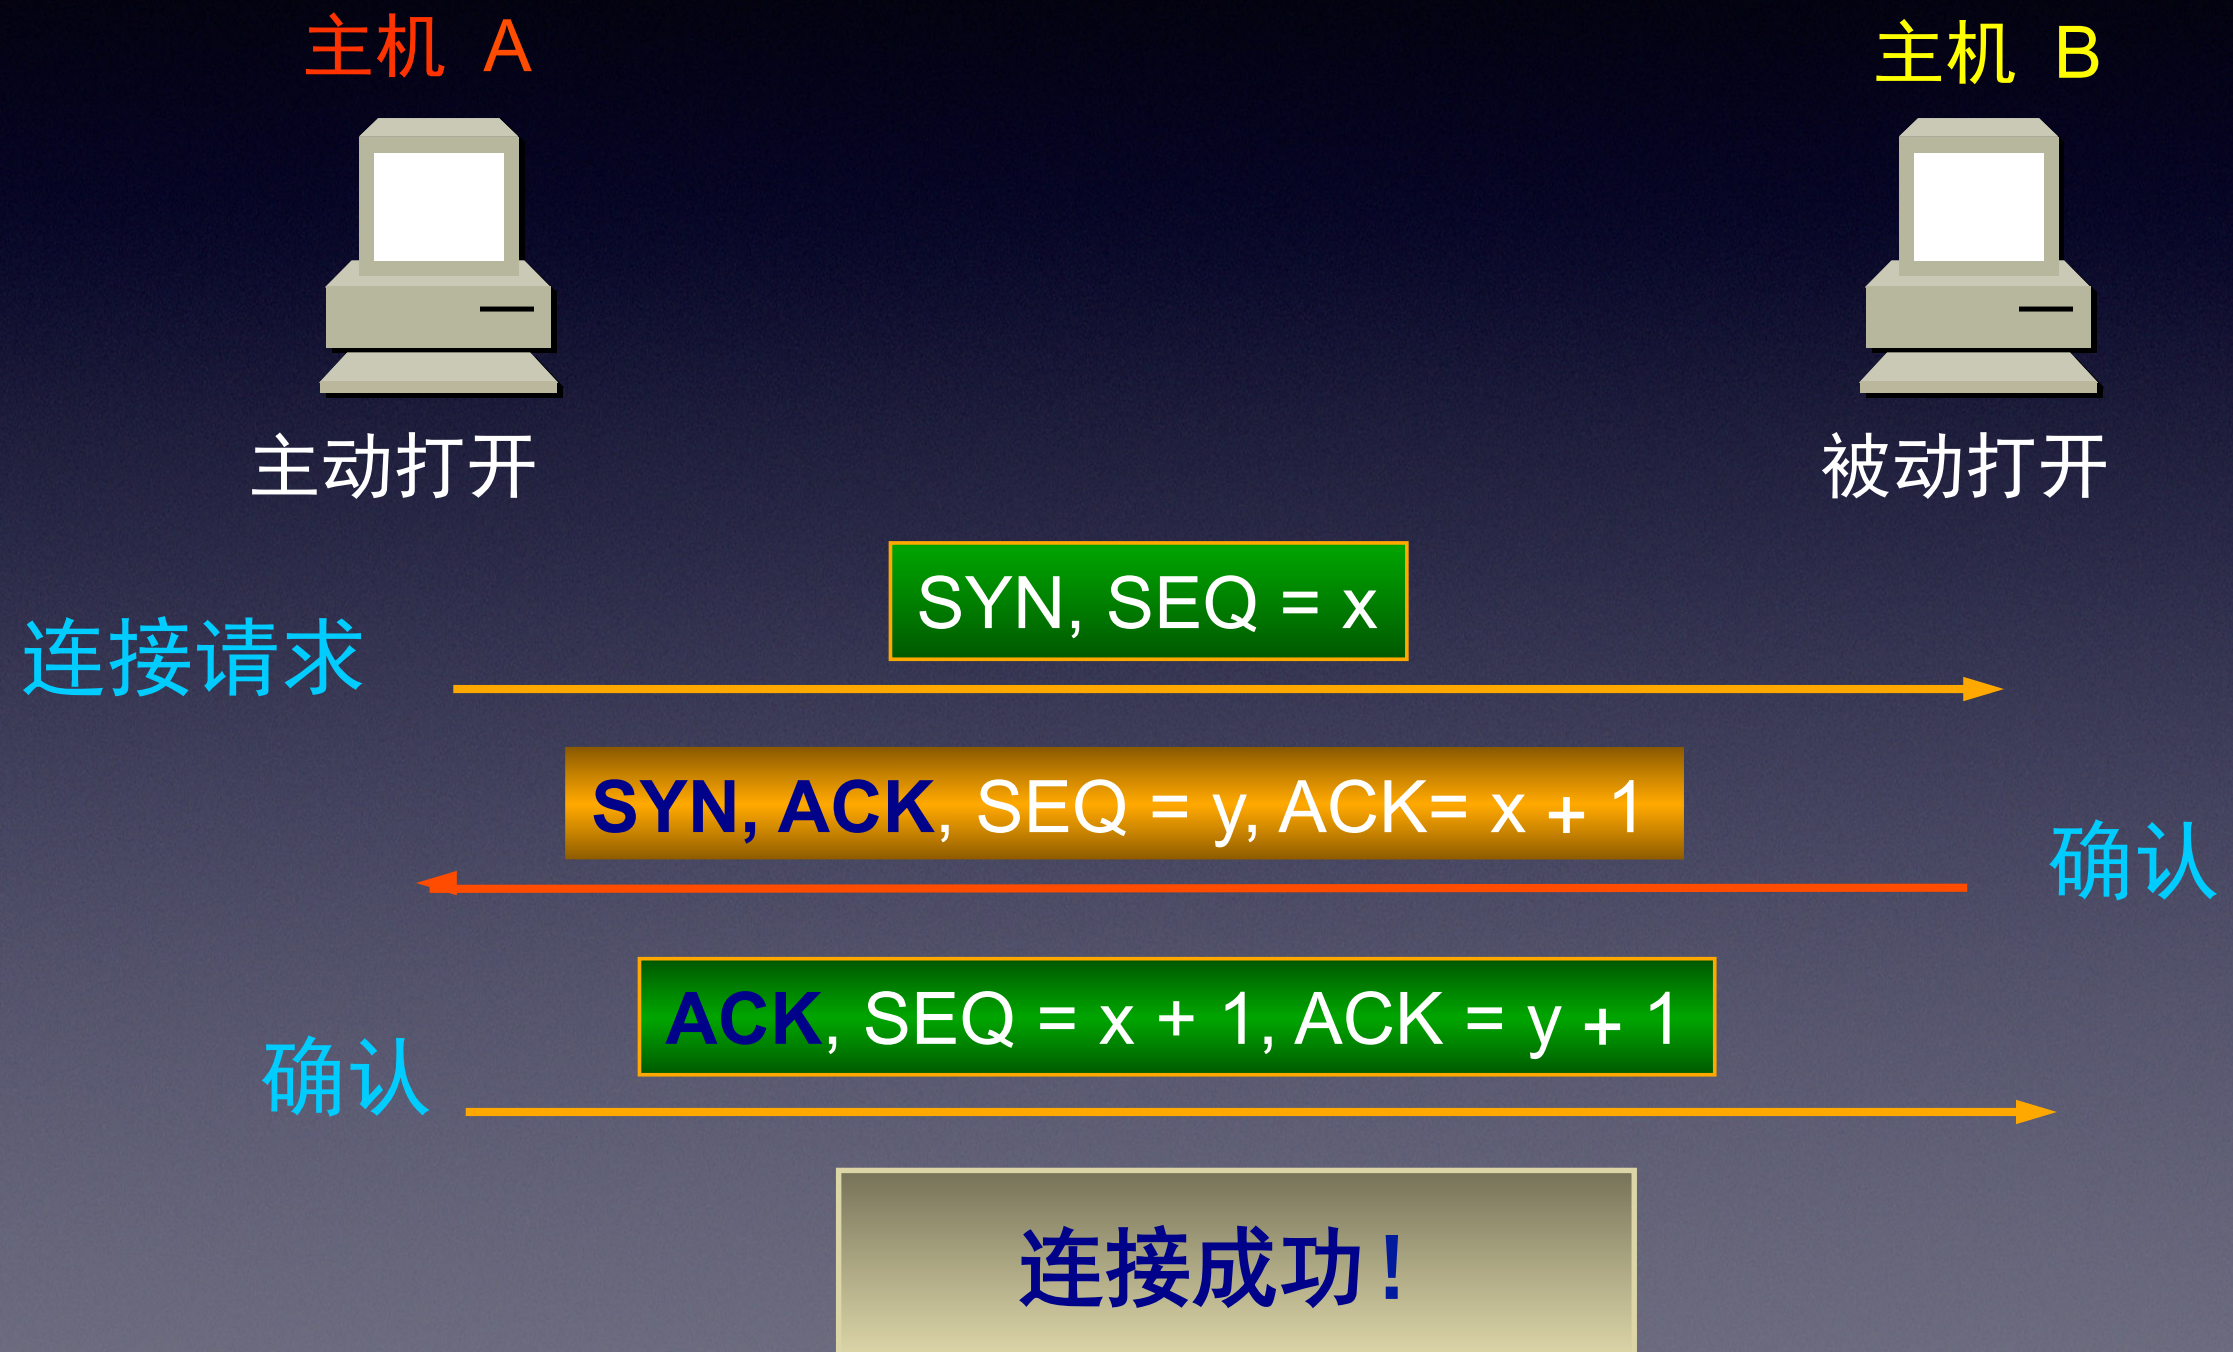 主机 A
主机 B
主动打开
被动打开
SYN, SEQ = x
连接请求
SYN, ACK, SEQ = y, ACK= x + 1
确认
ACK, SEQ = x + 1, ACK = y + 1
确认
连接成功！